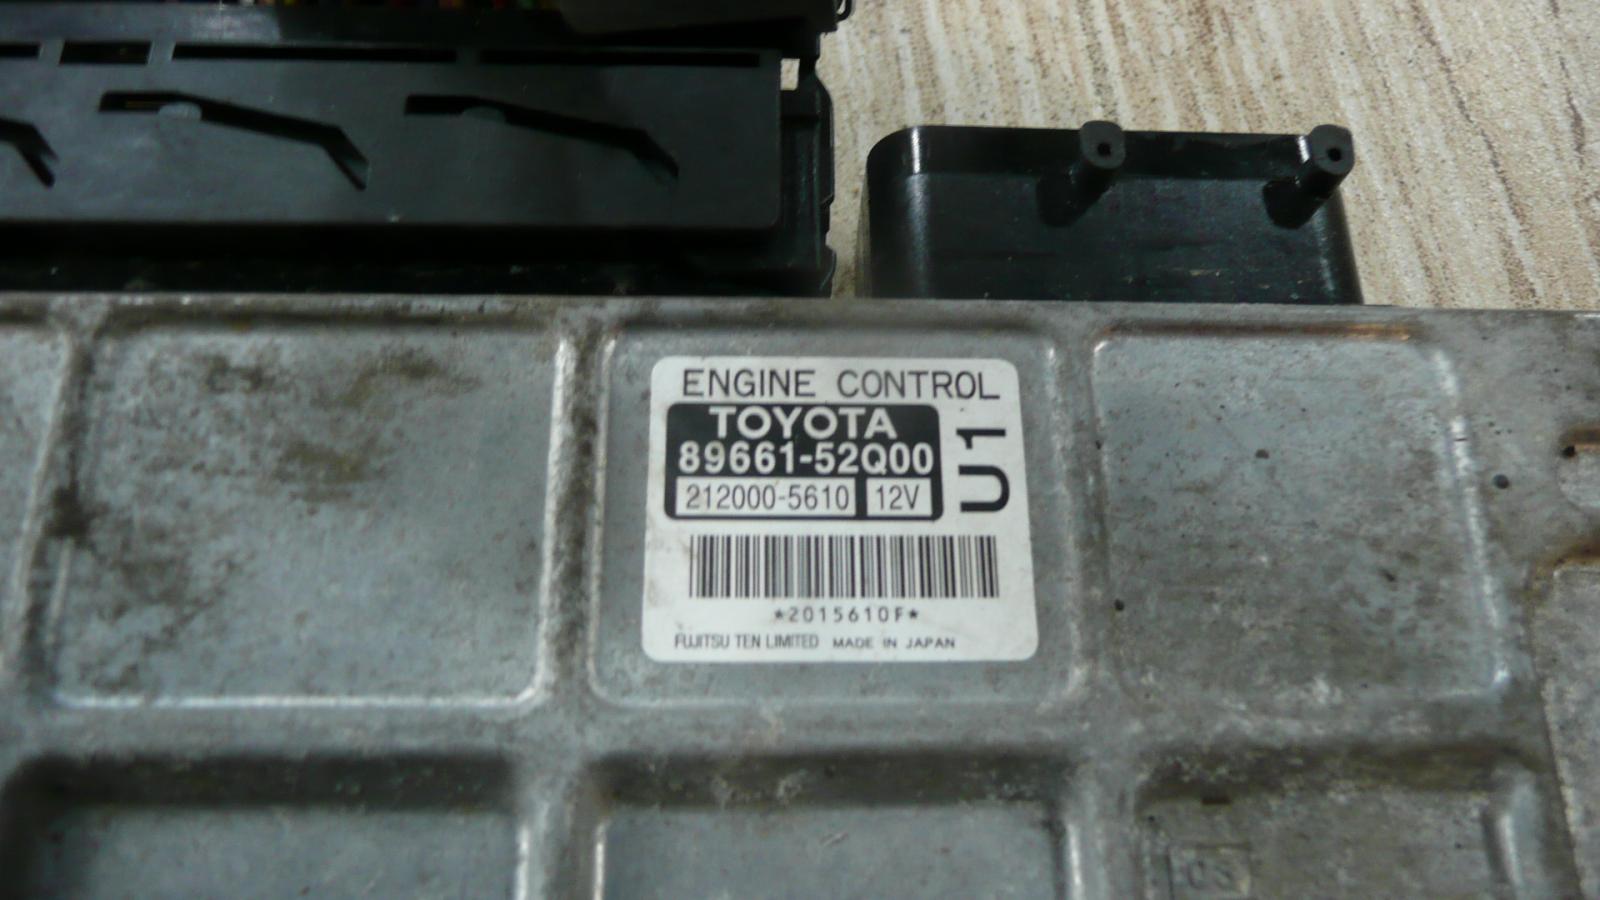 ENGINE CONTROL
TOYOTA
89661-52Q00
212000-5610 12V
U1
*2015610F*
FUJITSU TEN LIMITED MADE IN JAPAN